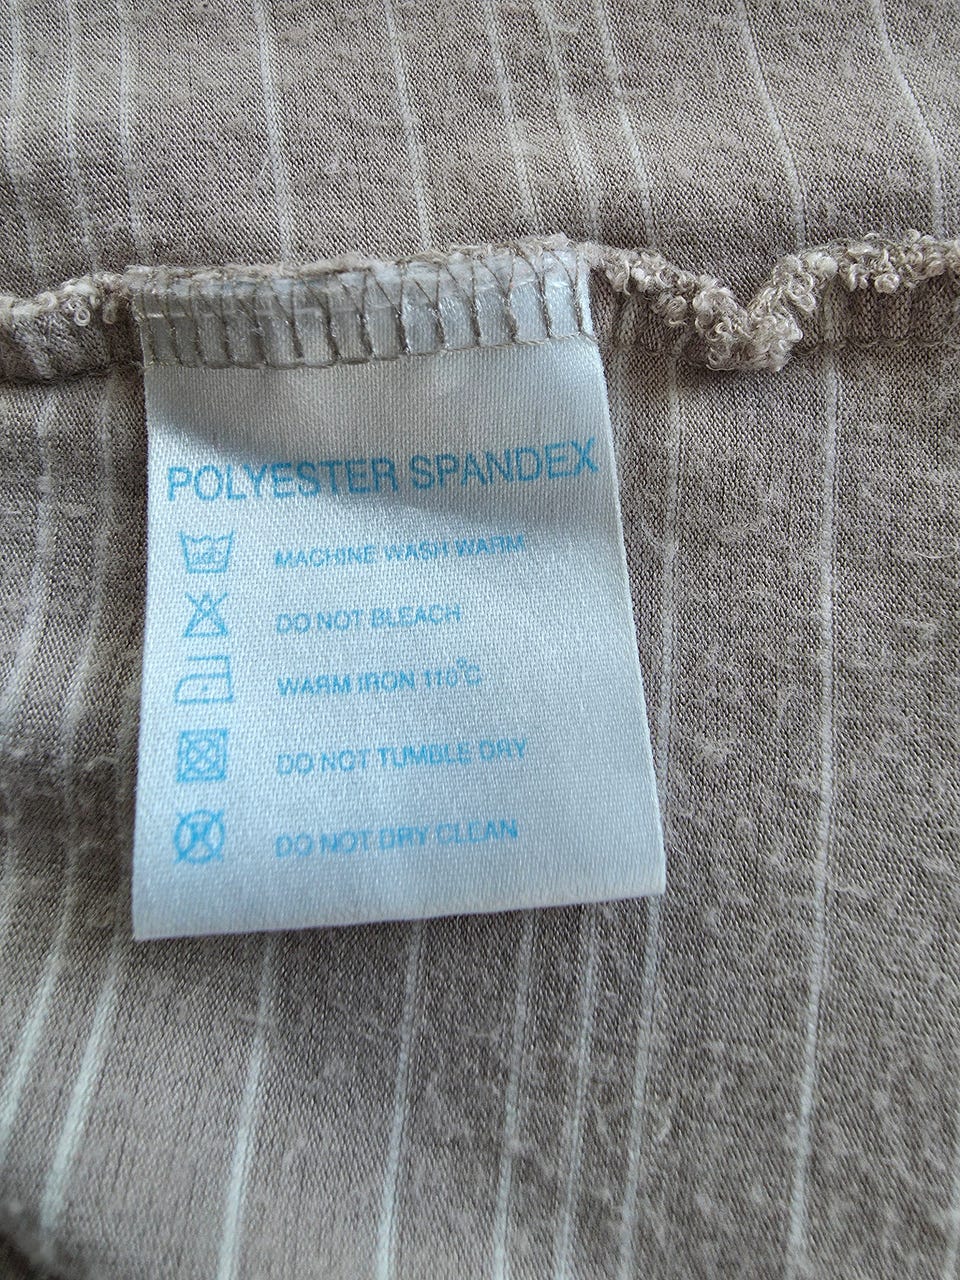 POLYESTER SPANDEX
MACHINE WASH WARM
DO NOT BLEACH
WARM IRON 110°C
DO NOT TUMBLE DRY
DO NOT DRY CLEAN